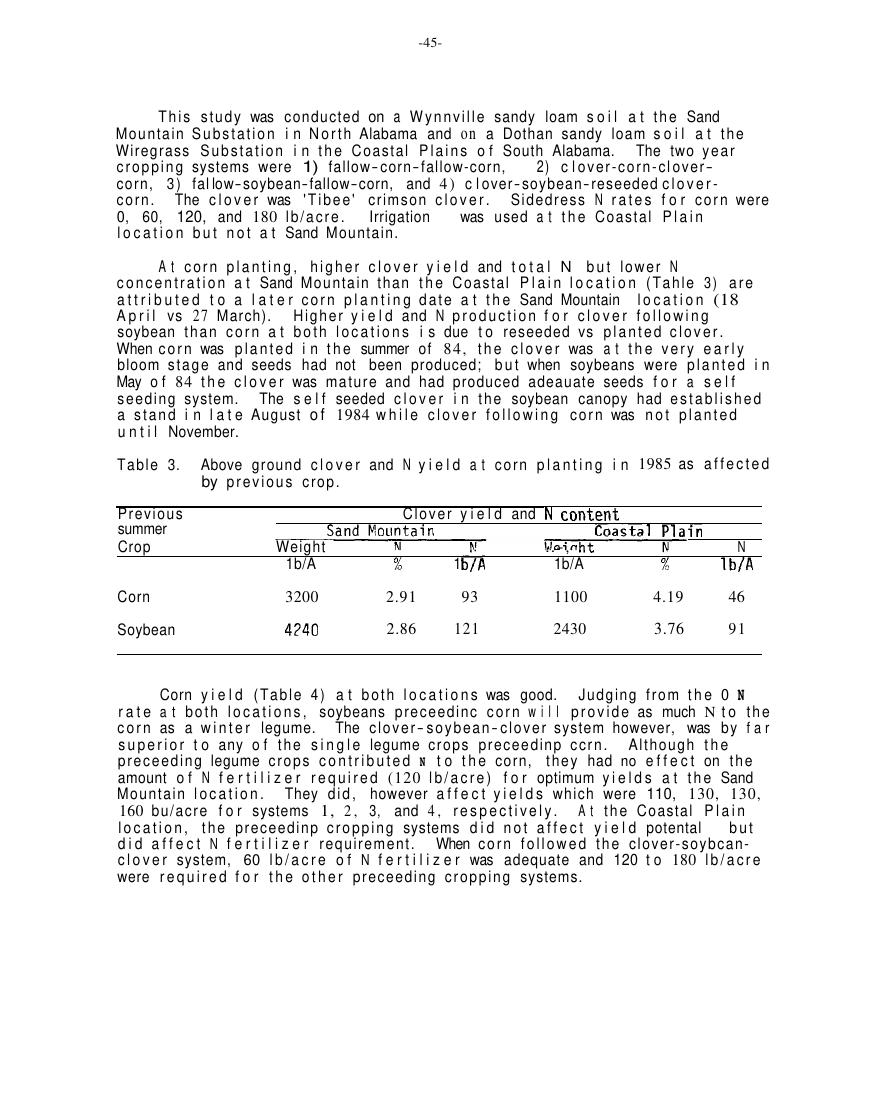 -45-
This study was conducted on a Wynnville sandy loam soil at the Sand
Mountain Substation in North Alabama and on a Dothan sandy loam soil at the
Wiregrass Substation in the Coastal Plains of South Alabama. The two year
cropping systems were 1) fallow-corn-fallow-corn, 2) clover-corn-clover-
corn, 3) fallow-soybean-fallow-corn, and 4) clover-soybean-reseeded clover-
corn. The clover was 'Tibee' crimson clover. Sidedress N rates for corn were
0, 60, 120, and 180 lb/acre. Irrigation was used at the Coastal Plain
location but not at Sand Mountain.
At corn planting, higher clover yield and total N but lower N
concentration at Sand Mountain than the Coastal Plain location (Table 3) are
attributed to a later corn planting date at the Sand Mountain location (18
April vs 27 March). Higher yield and N production for clover following
soybean than corn at both locations is due to reseeded vs planted clover.
When corn was planted in the summer of 84, the clover was at the very early
bloom stage and seeds had not been produced; but when soybeans were planted in
May of 84 the clover was mature and had produced adeauate seeds for a self
seeding system. The self seeded clover in the soybean canopy had established
a stand in late August of 1984 while clover following corn was not planted
until November.
Table 3. Above ground clover and N yield at corn planting in 1985 as affected
by previous crop.
Previous Clover yield and N content
summer Sand Mountain Coastal Plain
Crop Weight N N Weight N N
lb/A % lb/A lb/A % lb/A
Corn 3200 2.91 93 1100 4.19 46
Soybean 4240 2.86 121 2430 3.76 91
Corn yield (Table 4) at both locations was good. Judging from the 0 N
rate at both locations, soybeans preceedinc corn will provide as much N to the
corn as a winter legume. The clover-soybean-clover system however, was by far
superior to any of the single legume crops preceedinp ccrn. Although the
preceeding legume crops contributed N to the corn, they had no effect on the
amount of N fertilizer required (120 lb/acre) for optimum yields at the Sand
Mountain location. They did, however affect yields which were 110, 130, 130,
160 bu/acre for systems 1, 2, 3, and 4, respectively. At the Coastal Plain
location, the preceedinp cropping systems did not affect yield potental but
did affect N fertilizer requirement. When corn followed the clover-soybcan-
clover system, 60 lb/acre of N fertilizer was adequate and 120 to 180 lb/acre
were required for the other preceeding cropping systems.